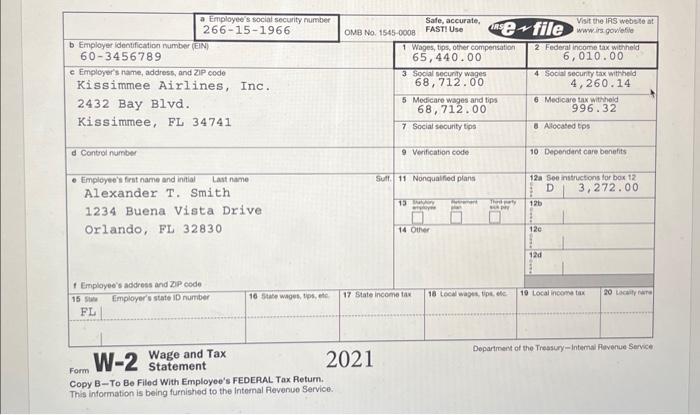 a Employee's social security number
266-15-1966
OMB No. 1545-0008
Safe, accurate,
FAST! Use
IRS e-file
Visit the IRS website at
www.irs.gov/efile
b Employer identification number (EIN)
60-3456789
1 Wages, tips, other compensation
65,440.00
2 Federal income tax withheld
6,010.00
c Employer's name, address, and ZIP code
Kissimmee Airlines, Inc.
2432 Bay Blvd.
Kissimmee, FL 34741
3 Social security wages
68,712.00
4 Social security tax withheld
4,260.14
5 Medicare wages and tips
68,712.00
6 Medicare tax withheld
996.32
7 Social security tips
8 Allocated tips
d Control number
9 Verification code
10 Dependent care benefits
e Employee's first name and initial Last name Suff.
Alexander T. Smith
1234 Buena Vista Drive
Orlando, FL 32830
11 Nonqualified plans
12a See instructions for box 12
D 3,272.00
13 Statutory employee Retirement plan Third-party sick pay
12b
14 Other
12c
12d
f Employee's address and ZIP code
15 State Employer's state ID number
16 State wages, tips, etc.
17 State income tax
18 Local wages, tips, etc.
19 Local income tax
20 Locality name
FL
Form W-2 Wage and Tax Statement
2021
Department of the Treasury—Internal Revenue Service
Copy B—To Be Filed With Employee's FEDERAL Tax Return.
This information is being furnished to the Internal Revenue Service.